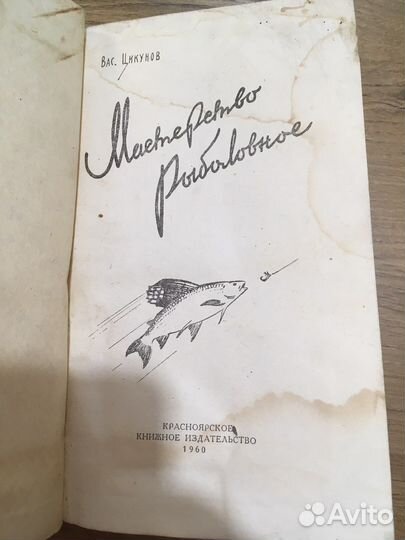 Вас. Цикунов
Мастерство
рыболовное
КРАСНОЯРСКОЕ
КНИЖНОЕ ИЗДАТЕЛЬСТВО
1960
Avito